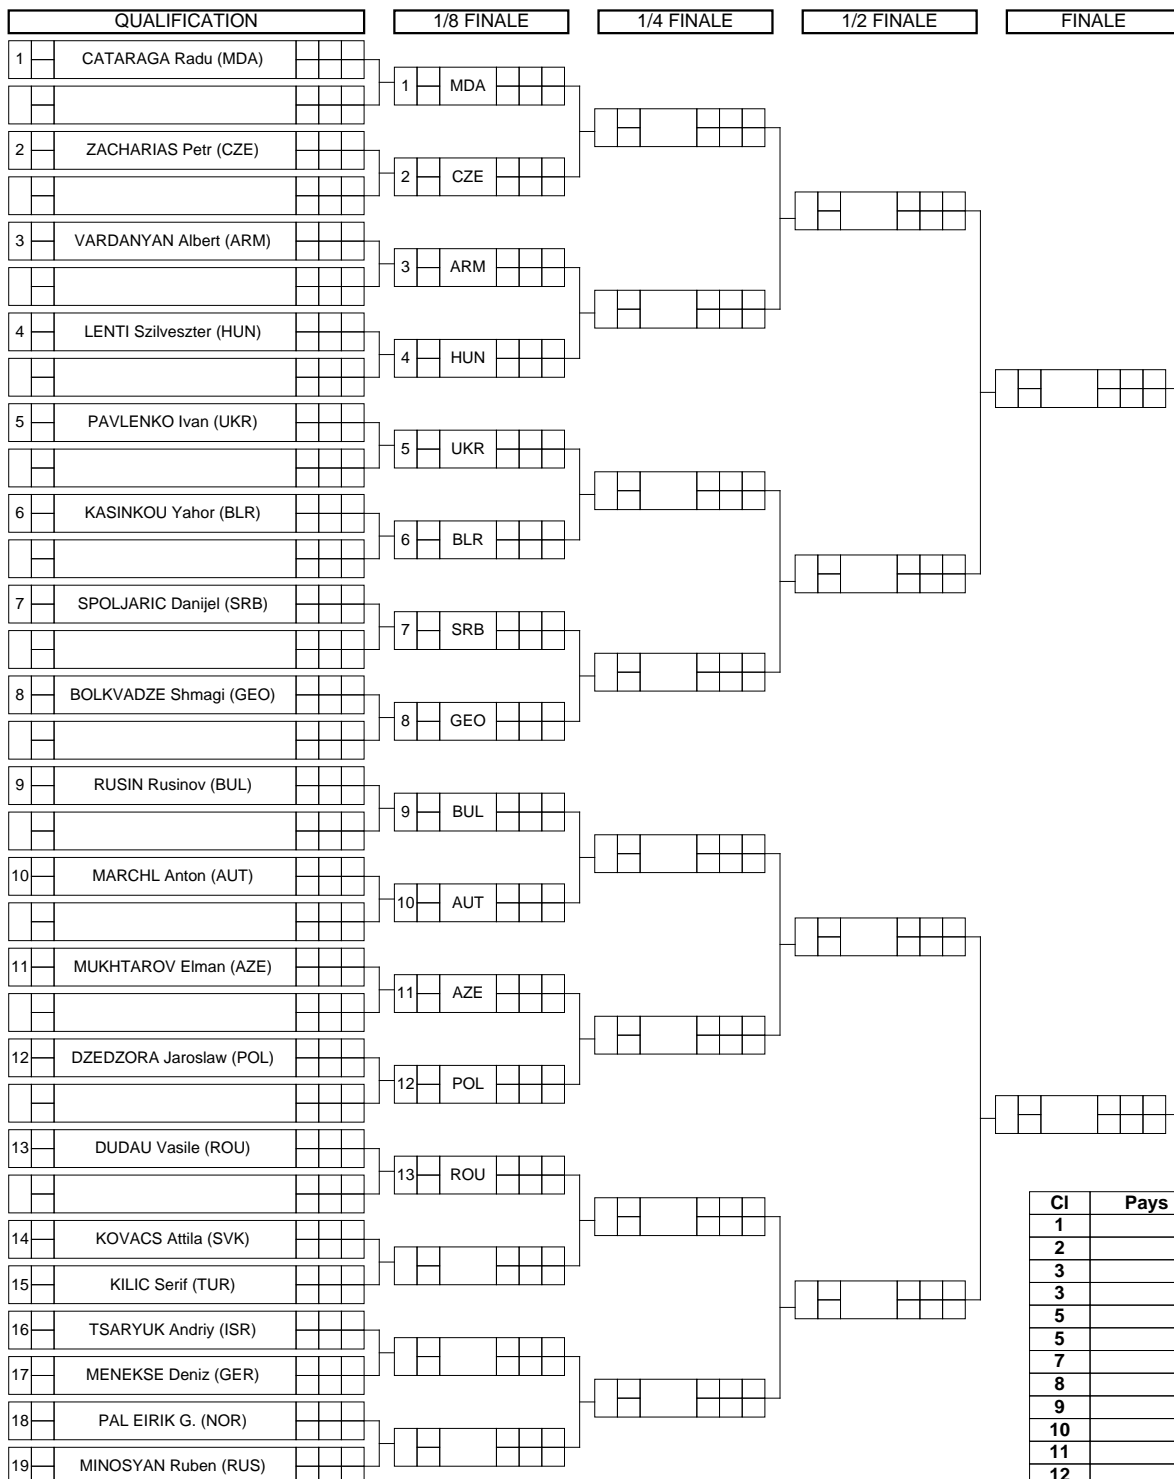 QUALIFICATION 1/8 FINALE 1/4 FINALE 1/2 FINALE FINALE
1 CATARAGA Radu (MDA)
1 MDA
2 ZACHARIAS Petr (CZE)
2 CZE
3 VARDANYAN Albert (ARM)
3 ARM
4 LENTI Szilveszter (HUN)
4 HUN
5 PAVLENKO Ivan (UKR)
5 UKR
6 KASINKOU Yahor (BLR)
6 BLR
7 SPOLJARIC Danijel (SRB)
7 SRB
8 BOLKVADZE Shmagi (GEO)
8 GEO
9 RUSIN Rusinov (BUL)
9 BUL
10 MARCHL Anton (AUT)
10 AUT
11 MUKHTAROV Elman (AZE)
11 AZE
12 DZEDZORA Jaroslaw (POL)
12 POL
13 DUDAU Vasile (ROU)
13 ROU
14 KOVACS Attila (SVK)
15 KILIC Serif (TUR)
16 TSARYUK Andriy (ISR)
17 MENEKSE Deniz (GER)
18 PAL EIRIK G. (NOR)
19 MINOSYAN Ruben (RUS)
Cl Pays
1
2
3
3
5
5
7
8
9
10
11
12